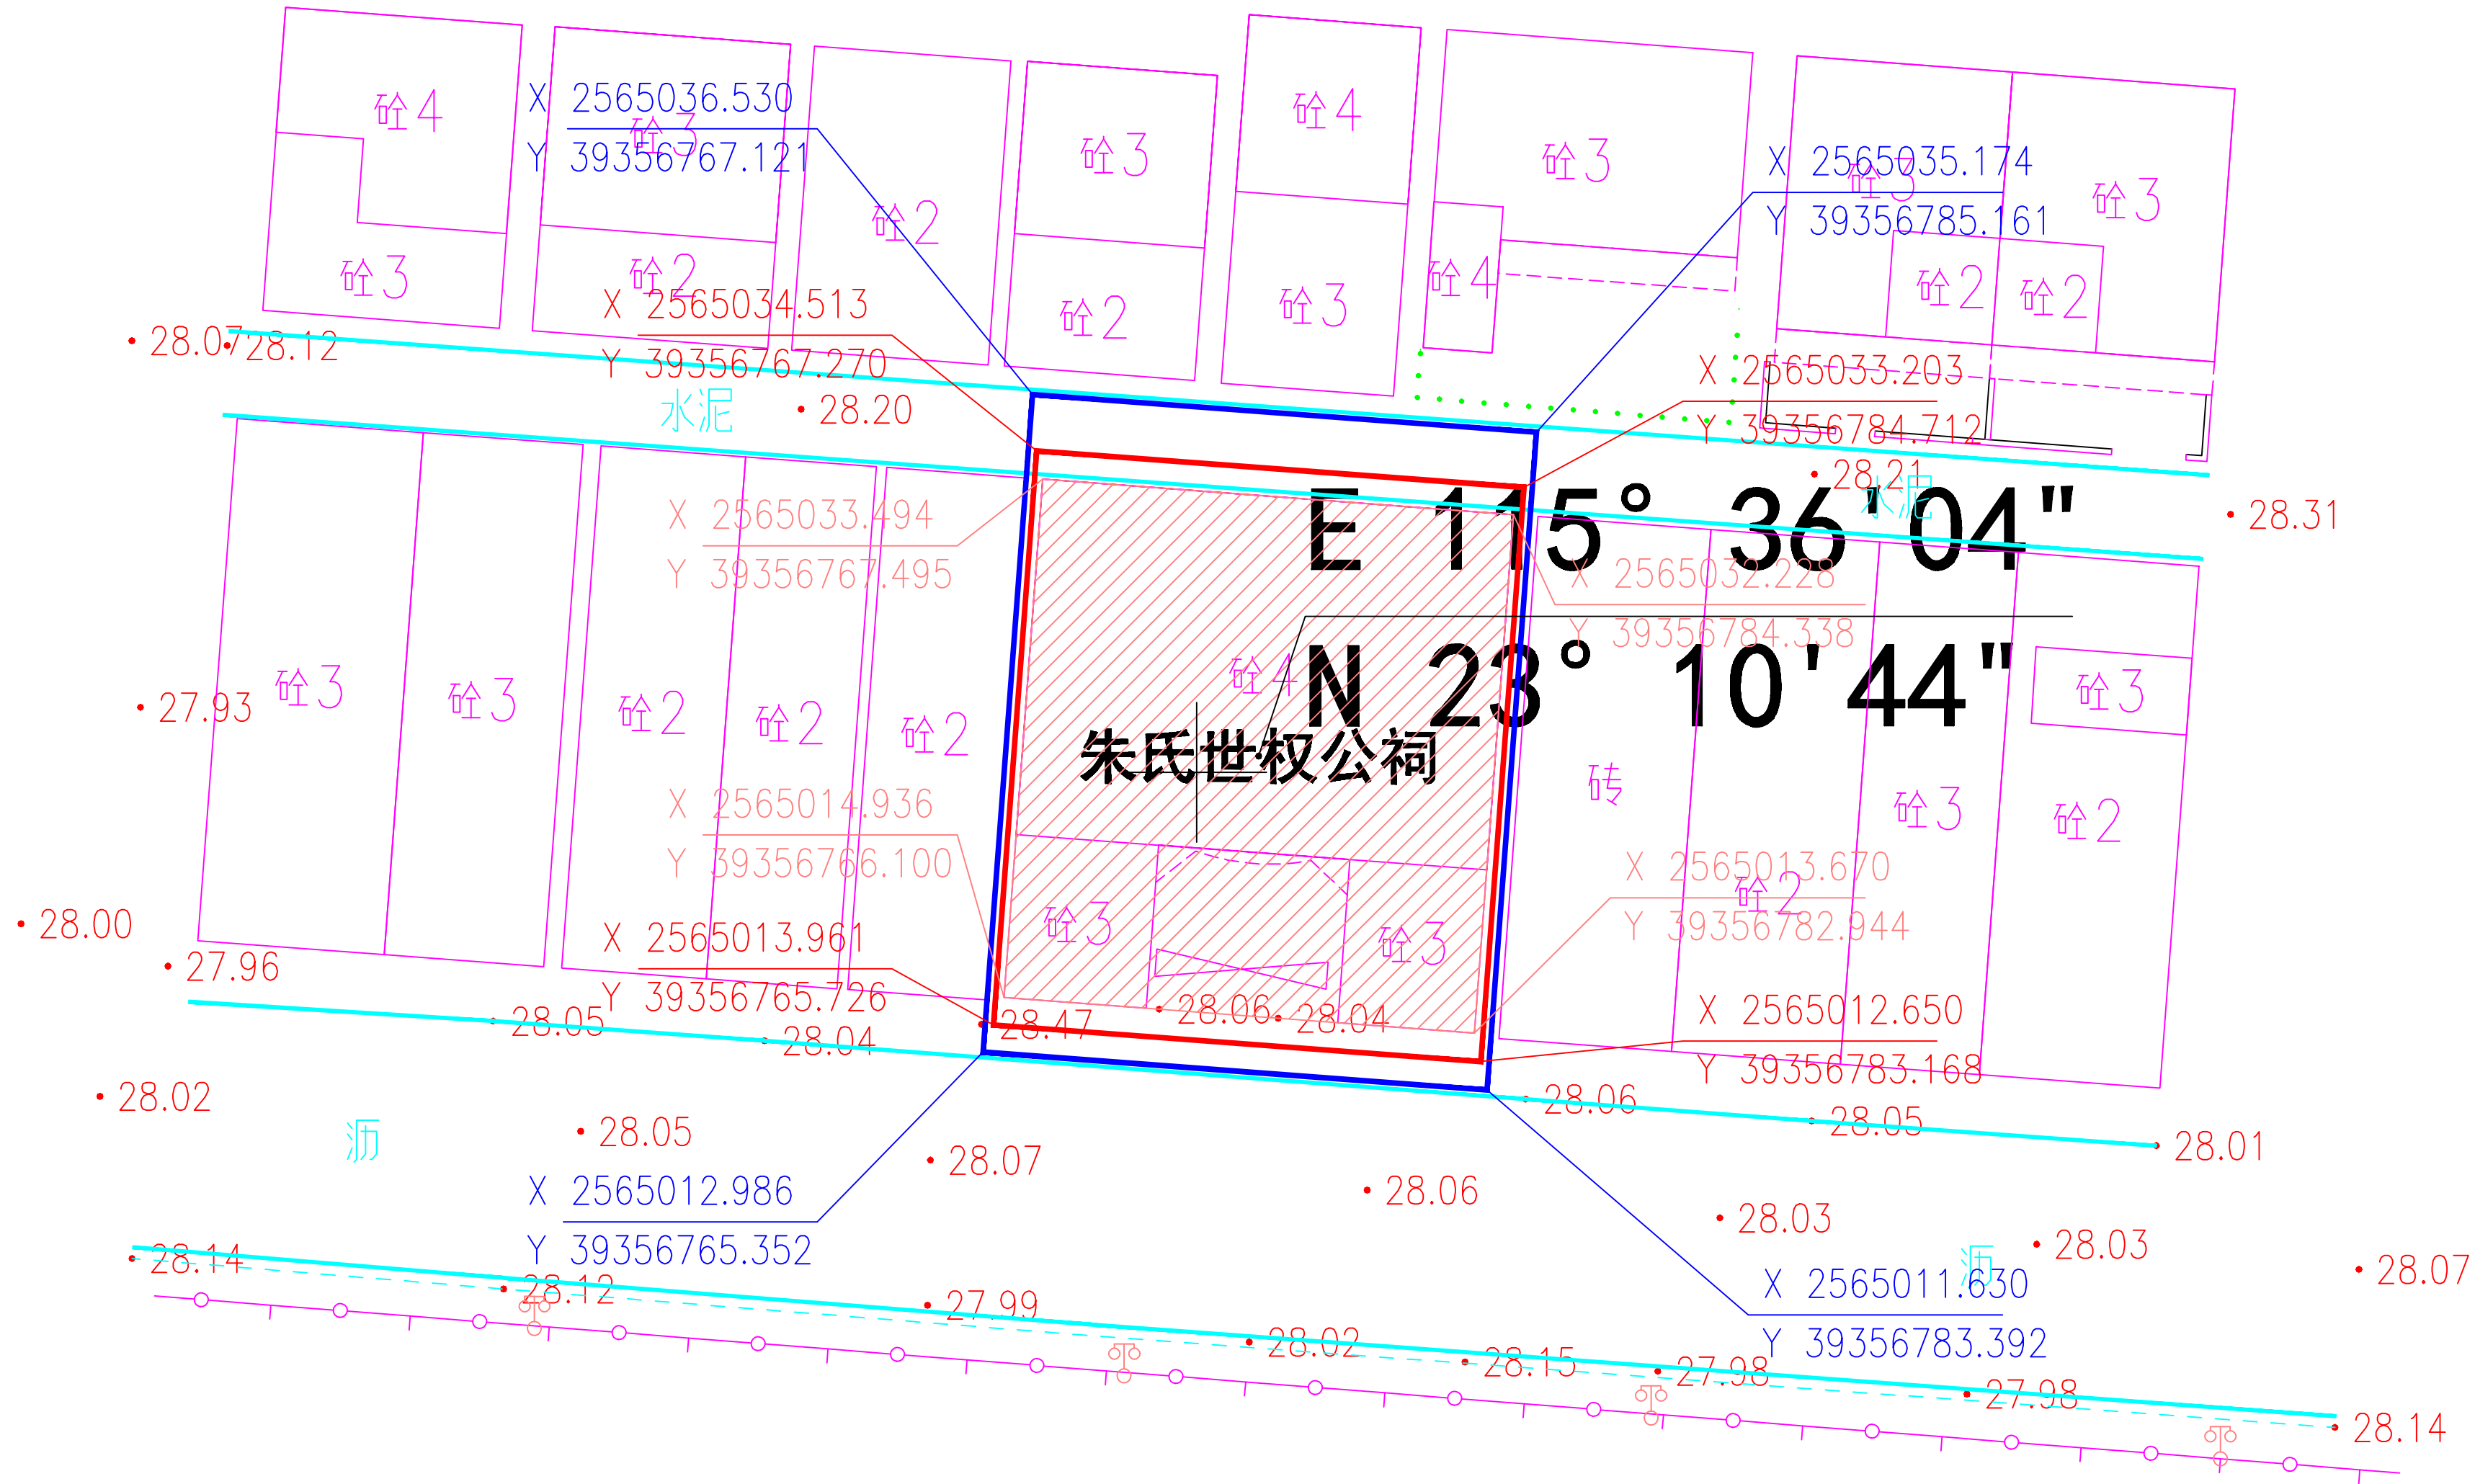 砼4
X 2565036.530
砼3
Y 39356767.121
砼3
砼4
砼3
X 2565035.174
砼3
砼3
Y 39356785.161
砼2
砼3
砼2
砼2
砼3
砼4
砼2
砼2
X 2565034.513
Y 39356767.270
28.07
28.12
水泥
28.20
X 2565033.203
Y 39356784.712
28.21
水泥
28.31
X 2565033.494
Y 39356767.495
E 115° 36'04"
X 2565032.228
Y 39356784.338
N 23° 10'44"
27.93
砼3
砼3
砼2
砼2
砼2
砼4
朱氏世权公祠
砖
砼3
砼2
砼3
X 2565014.936
Y 39356766.100
X 2565013.670
Y 39356782.944
砼2
28.00
27.96
X 2565013.961
Y 39356765.726
砼3
砼3
28.05
28.04
28.47
28.06
28.04
X 2565012.650
Y 39356783.168
28.02
沥
28.05
28.07
28.06
28.06
28.05
28.01
X 2565012.986
Y 39356765.352
28.03
28.03
沥
28.07
X 2565011.630
Y 39356783.392
28.14
28.12
27.99
28.02
28.15
27.98
27.98
28.14